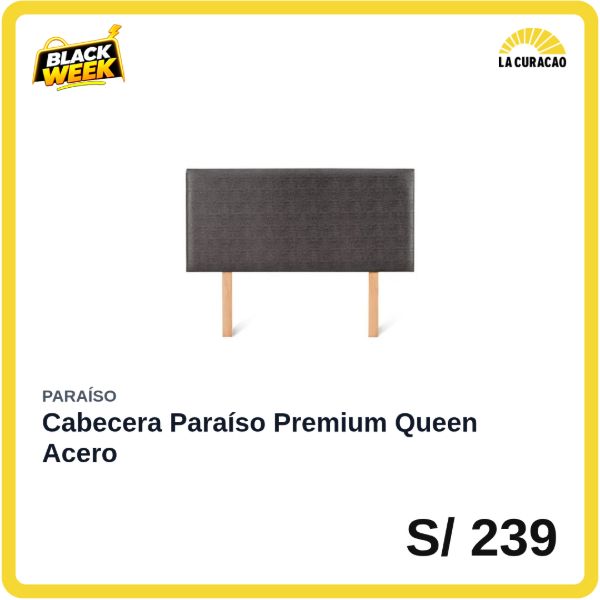 BLACK
WEEK
LA CURACAO
PARAÍSO
Cabecera Paraíso Premium Queen
Acero
S/ 239